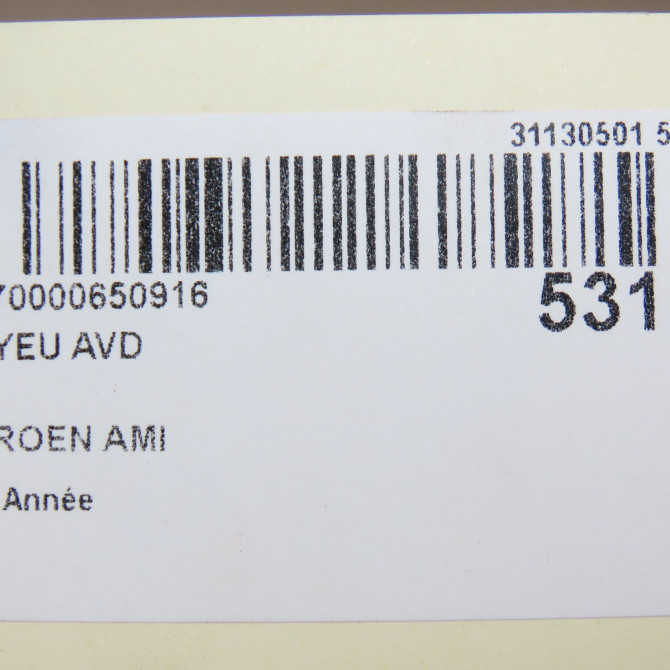 31130501 5
70000650916
531
YEU AVD
ROEN AMI
Année